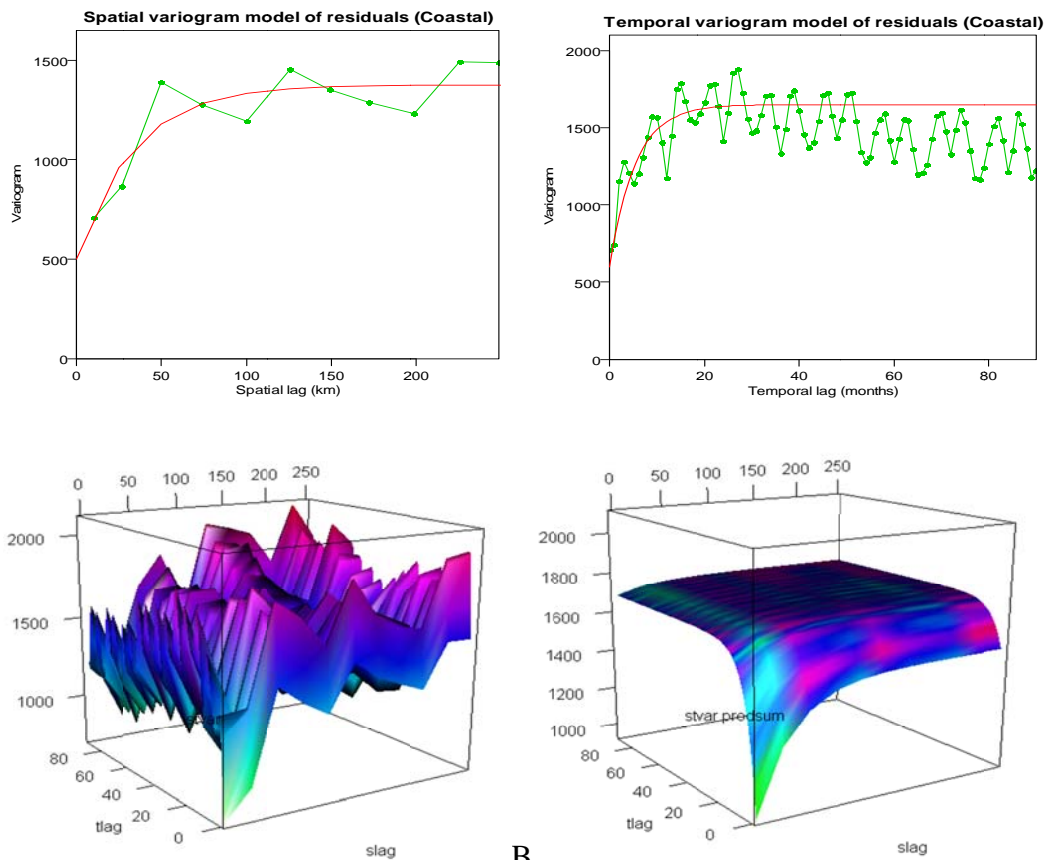 Spatial variogram model of residuals (Coastal)
1500
1000
500
0
Variogram
0 50 100 150 200
Spatial lag (km)
Temporal variogram model of residuals (Coastal)
2000
1500
1000
500
0
Variogram
0 20 40 60 80
Temporal lag (months)
0 50 100 150 200 250
2000
1500
1000
80
60
40
20
0
tlag
slag
stvar
0 50 100 150 200 250
2000
1800
1600
1400
1200
1000
80
60
40
20
0
tlag
slag
stvar prodsum
B